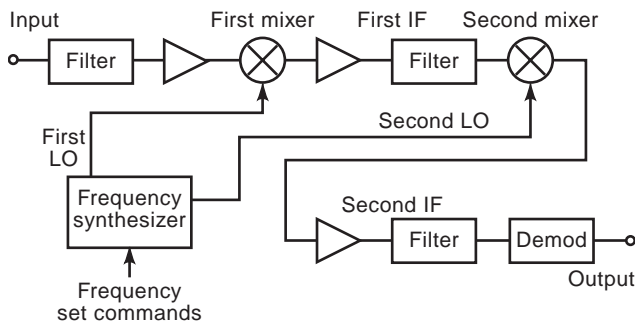 Input
First mixer
First IF
Second mixer
Filter
Filter
First
LO
Second LO
Frequency
synthesizer
Second IF
Filter
Demod
Output
Frequency
set commands